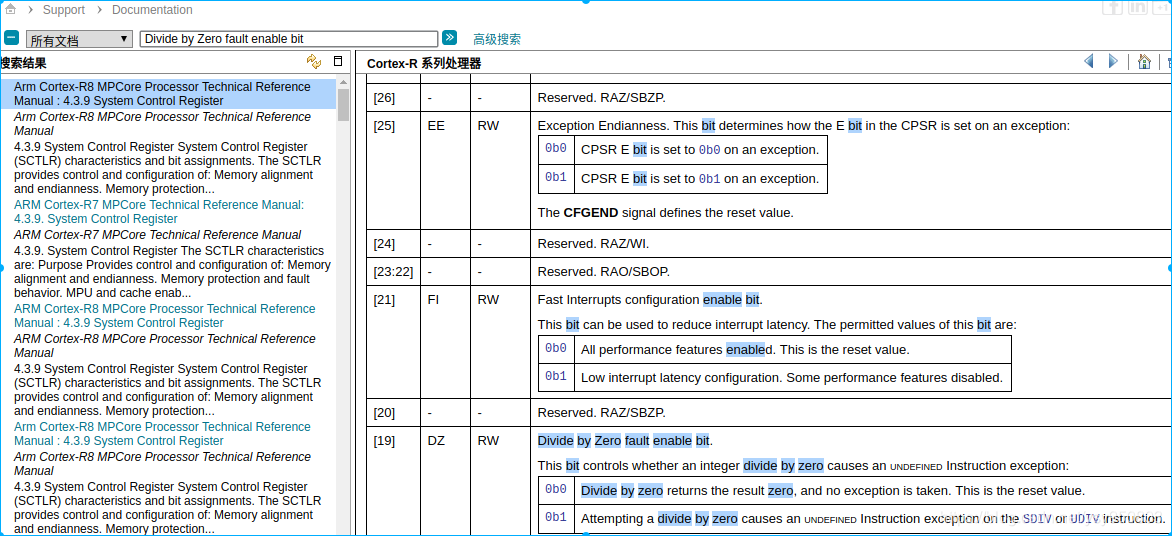 Support
Documentation
所有文档
Divide by Zero fault enable bit
高级搜索
搜索结果
Arm Cortex-R8 MPCore Processor Technical Reference
Manual : 4.3.9 System Control Register
Arm Cortex-R8 MPCore Processor Technical Reference
Manual
4.3.9 System Control Register System Control Register
(SCTLR) characteristics and bit assignments. The SCTLR
provides control and configuration of: Memory alignment
and endianness. Memory protection...
ARM Cortex-R7 MPCore Technical Reference Manual:
4.3.9. System Control Register
ARM Cortex-R7 MPCore Technical Reference Manual
4.3.9. System Control Register The SCTLR characteristics
are: Purpose Provides control and configuration of: Memory
alignment and endianness. Memory protection and fault
behavior. MPU and cache enab...
ARM Cortex-R8 MPCore Processor Technical Reference
Manual : 4.3.9 System Control Register
ARM Cortex-R8 MPCore Processor Technical Reference
Manual
4.3.9 System Control Register System Control Register
(SCTLR) characteristics and bit assignments. The SCTLR
provides control and configuration of: Memory alignment
and endianness. Memory protection...
Arm Cortex-R8 MPCore Processor Technical Reference
Manual : 4.3.9 System Control Register
Arm Cortex-R8 MPCore Processor Technical Reference
Manual
4.3.9 System Control Register System Control Register
(SCTLR) characteristics and bit assignments. The SCTLR
provides control and configuration of: Memory alignment
and endianness. Memory protection...
Cortex-R 系列处理器
[26] - - Reserved. RAZ/SBZP.
[25] EE RW Exception Endianness. This bit determines how the E bit in the CPSR is set on an exception:
0b0 CPSR E bit is set to 0b0 on an exception.
0b1 CPSR E bit is set to 0b1 on an exception.
The CFGEND signal defines the reset value.
[24] - - Reserved. RAZ/WI.
[23:22] - - Reserved. RAO/SBOP.
[21] FI RW Fast Interrupts configuration enable bit.
This bit can be used to reduce interrupt latency. The permitted values of this bit are:
0b0 All performance features enabled. This is the reset value.
0b1 Low interrupt latency configuration. Some performance features disabled.
[20] - - Reserved. RAZ/SBZP.
[19] DZ RW Divide by Zero fault enable bit.
This bit controls whether an integer divide by zero causes an UNDEFINED Instruction exception:
0b0 Divide by zero returns the result zero, and no exception is taken. This is the reset value.
0b1 Attempting a divide by zero causes an UNDEFINED Instruction exception on the SDIV or UDIV instruction.